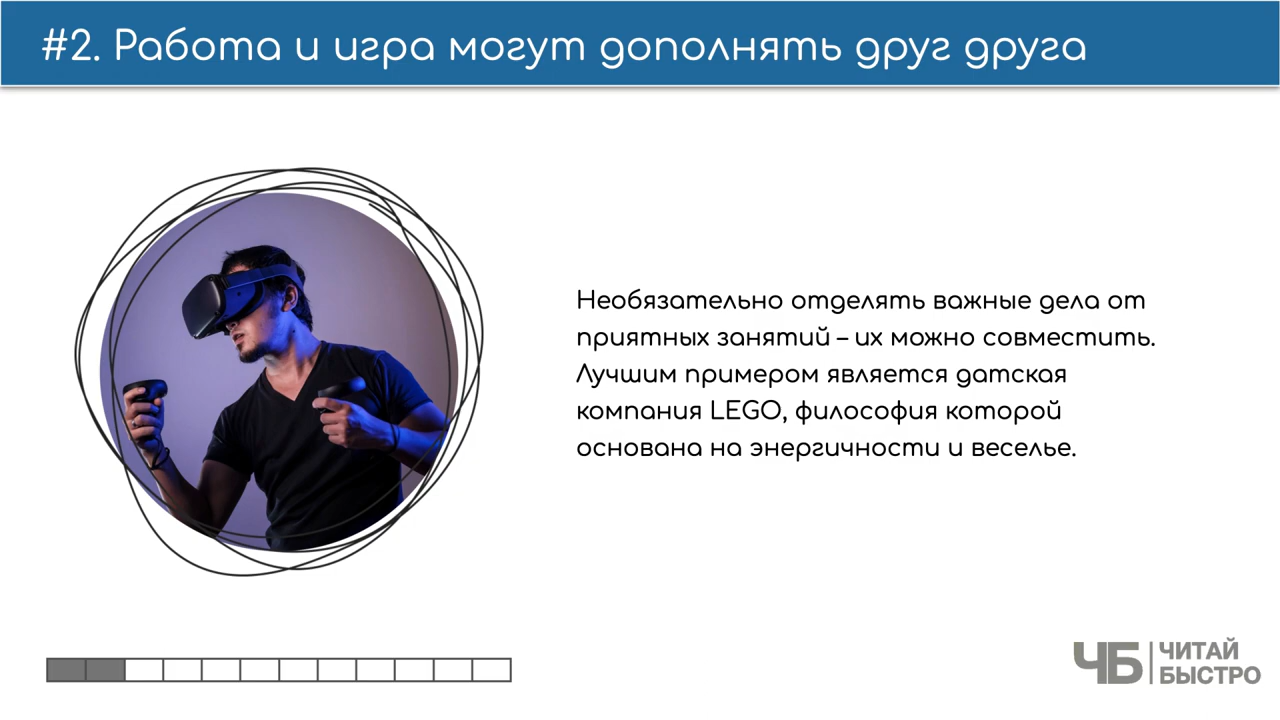 #2. Работа и игра могут дополнять друг друга
Необязательно отделять важные дела от
приятных занятий – их можно совместить.
Лучшим примером является датская
компания LEGO, философия которой
основана на энергичности и веселье.
ЧБ
ЧИТАЙ
БЫСТРО